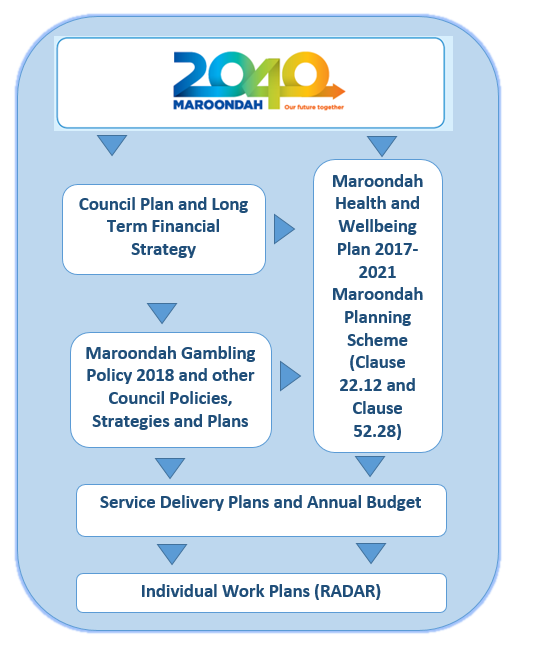 2040
MAROONDAH Our future together
Council Plan and Long
Term Financial
Strategy
Maroondah
Health and
Wellbeing
Plan 2017-
2021
Maroondah
Planning
Scheme
(Clause
22.12 and
Clause
52.28)
Maroondah Gambling
Policy 2018 and other
Council Policies,
Strategies and Plans
Service Delivery Plans and Annual Budget
Individual Work Plans (RADAR)